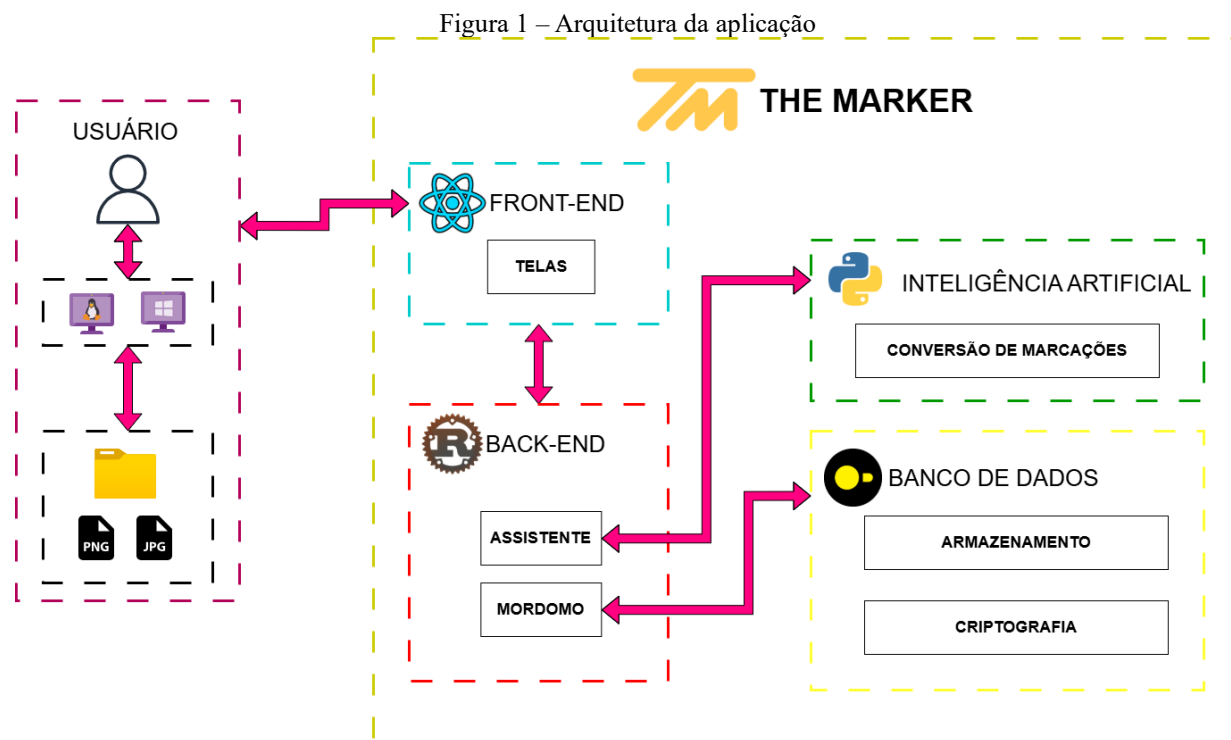 Figura 1 – Arquitetura da aplicação
TM THE MARKER
USUÁRIO
PNG
JPG
FRONT-END
TELAS
BACK-END
ASSISTENTE
MORDOMO
INTELIGÊNCIA ARTIFICIAL
CONVERSÃO DE MARCAÇÕES
BANCO DE DADOS
ARMAZENAMENTO
CRIPTOGRAFIA